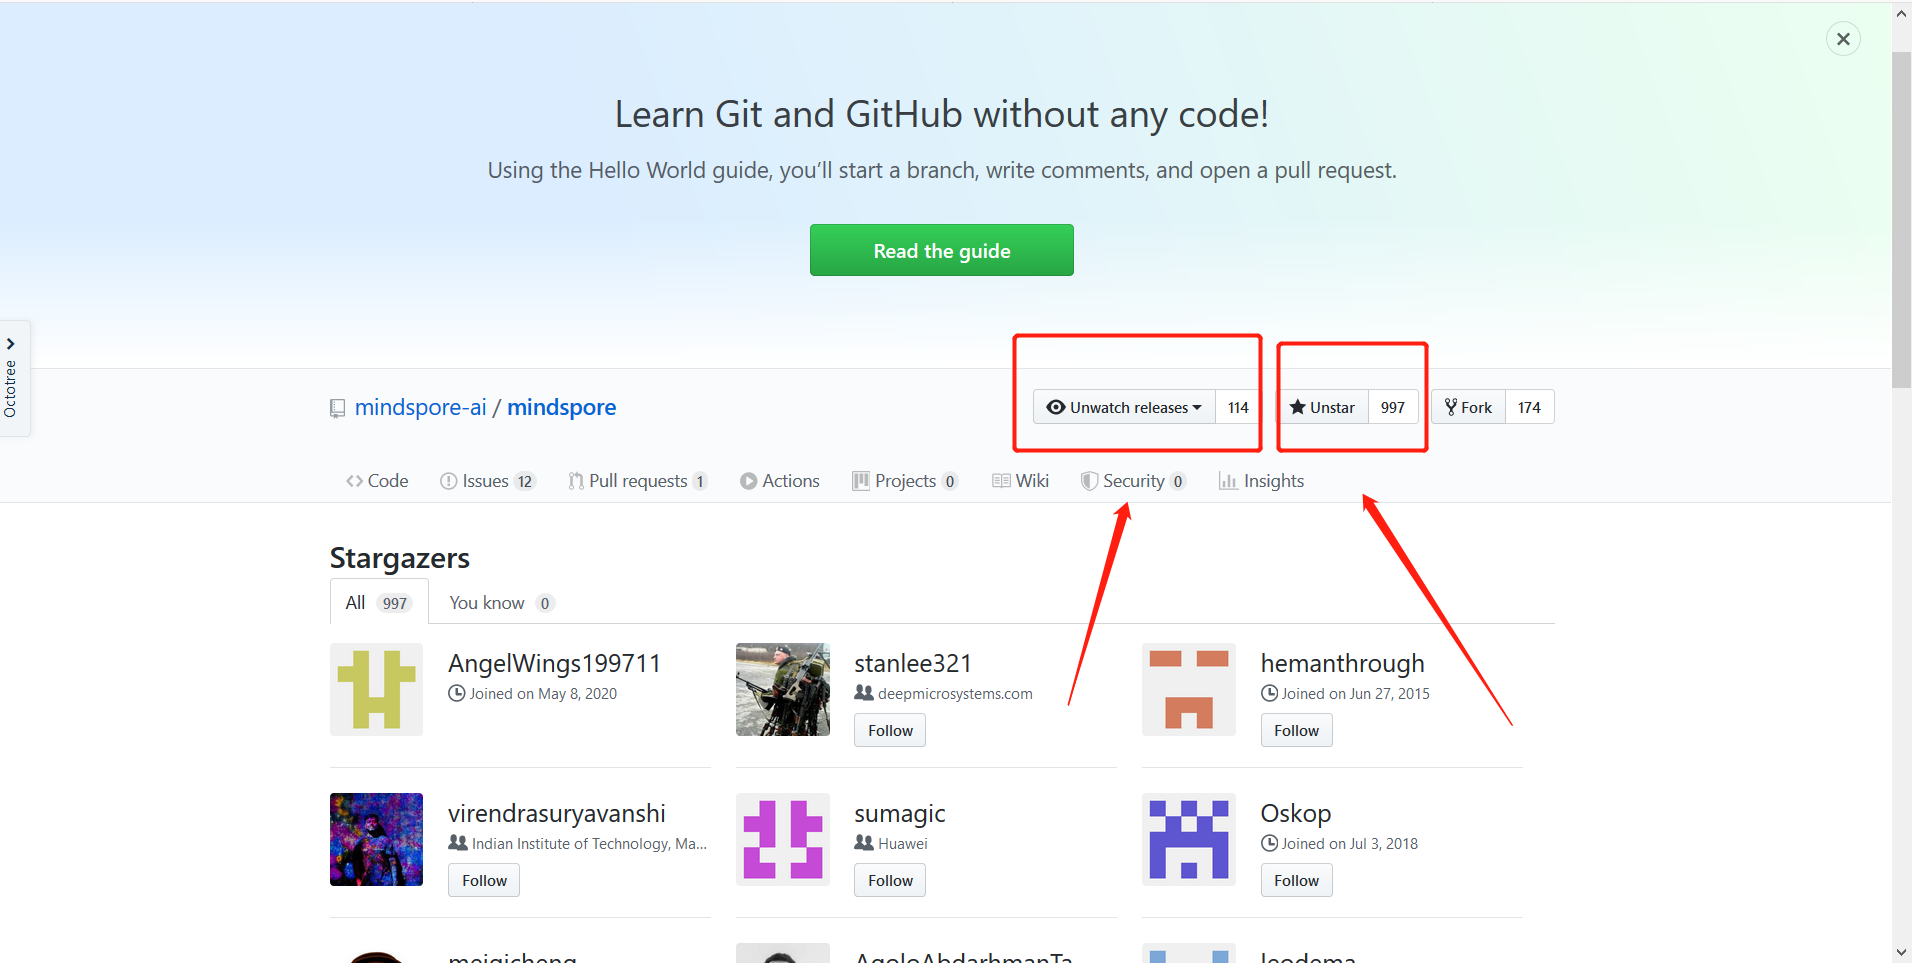 Learn Git and GitHub without any code!
Using the Hello World guide, you’ll start a branch, write comments, and open a pull request.
Read the guide
Octotree
mindspore-ai / mindspore
Unwatch releases 114
Unstar 997
Fork 174
Code
Issues 12
Pull requests 1
Actions
Projects 0
Wiki
Security 0
Insights
Stargazers
All 997
You know 0
AngelWings199711
Joined on May 8, 2020
stanlee321
deepmicrosystems.com
Follow
hemanthrough
Joined on Jun 27, 2015
Follow
virendrasuryavanshi
Indian Institute of Technology, Ma...
Follow
sumagic
Huawei
Follow
Oskop
Joined on Jul 3, 2018
Follow